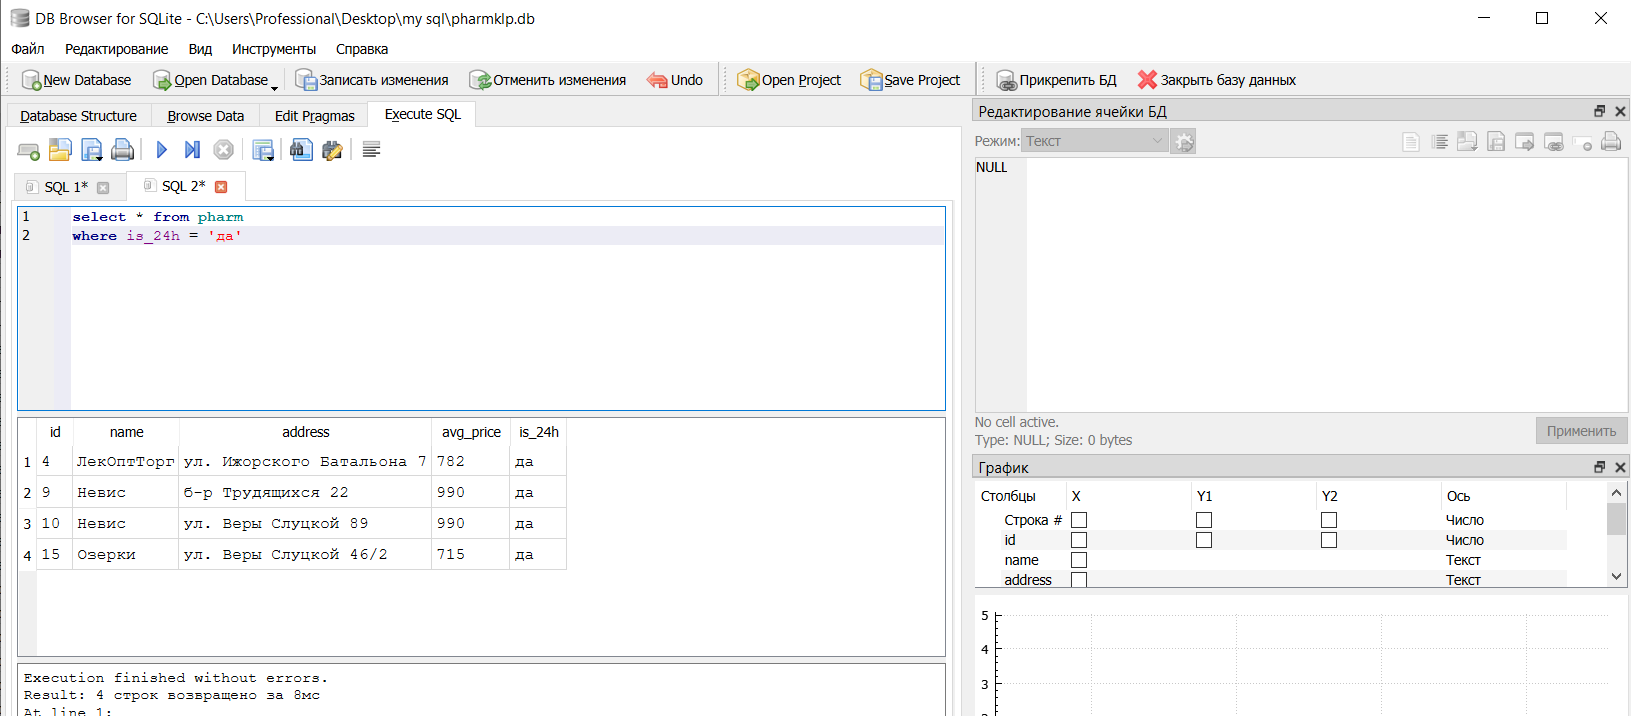 DB Browser for SQLite - C:\Users\Professional\Desktop\my sql\pharmklp.db
Файл Редактирование Вид Инструменты Справка
New Database Open Database Записать изменения Отменить изменения Undo Open Project Save Project Прикрепить БД Закрыть базу данных
Database Structure Browse Data Edit Pragmas Execute SQL
Редактирование ячейки БД
Режим: Текст
SQL 1* SQL 2*
1 select * from pharm
2 where is_24h = 'да'
NULL
No cell active.
Type: NULL; Size: 0 bytes
Применить
id name address avg_price is_24h
1 4 ЛекОптТорг ул. Ижорского Батальона 7 782 да
2 9 Невис б-р Трудящихся 22 990 да
3 10 Невис ул. Веры Слуцкой 89 990 да
4 15 Озерки ул. Веры Слуцкой 46/2 715 да
График
Столбцы X Y1 Y2 Ось
Строка # Число
id Число
name Текст
address Текст
5
4
3
2
Execution finished without errors.
Result: 4 строк возвращено за 8мс
At line 1: